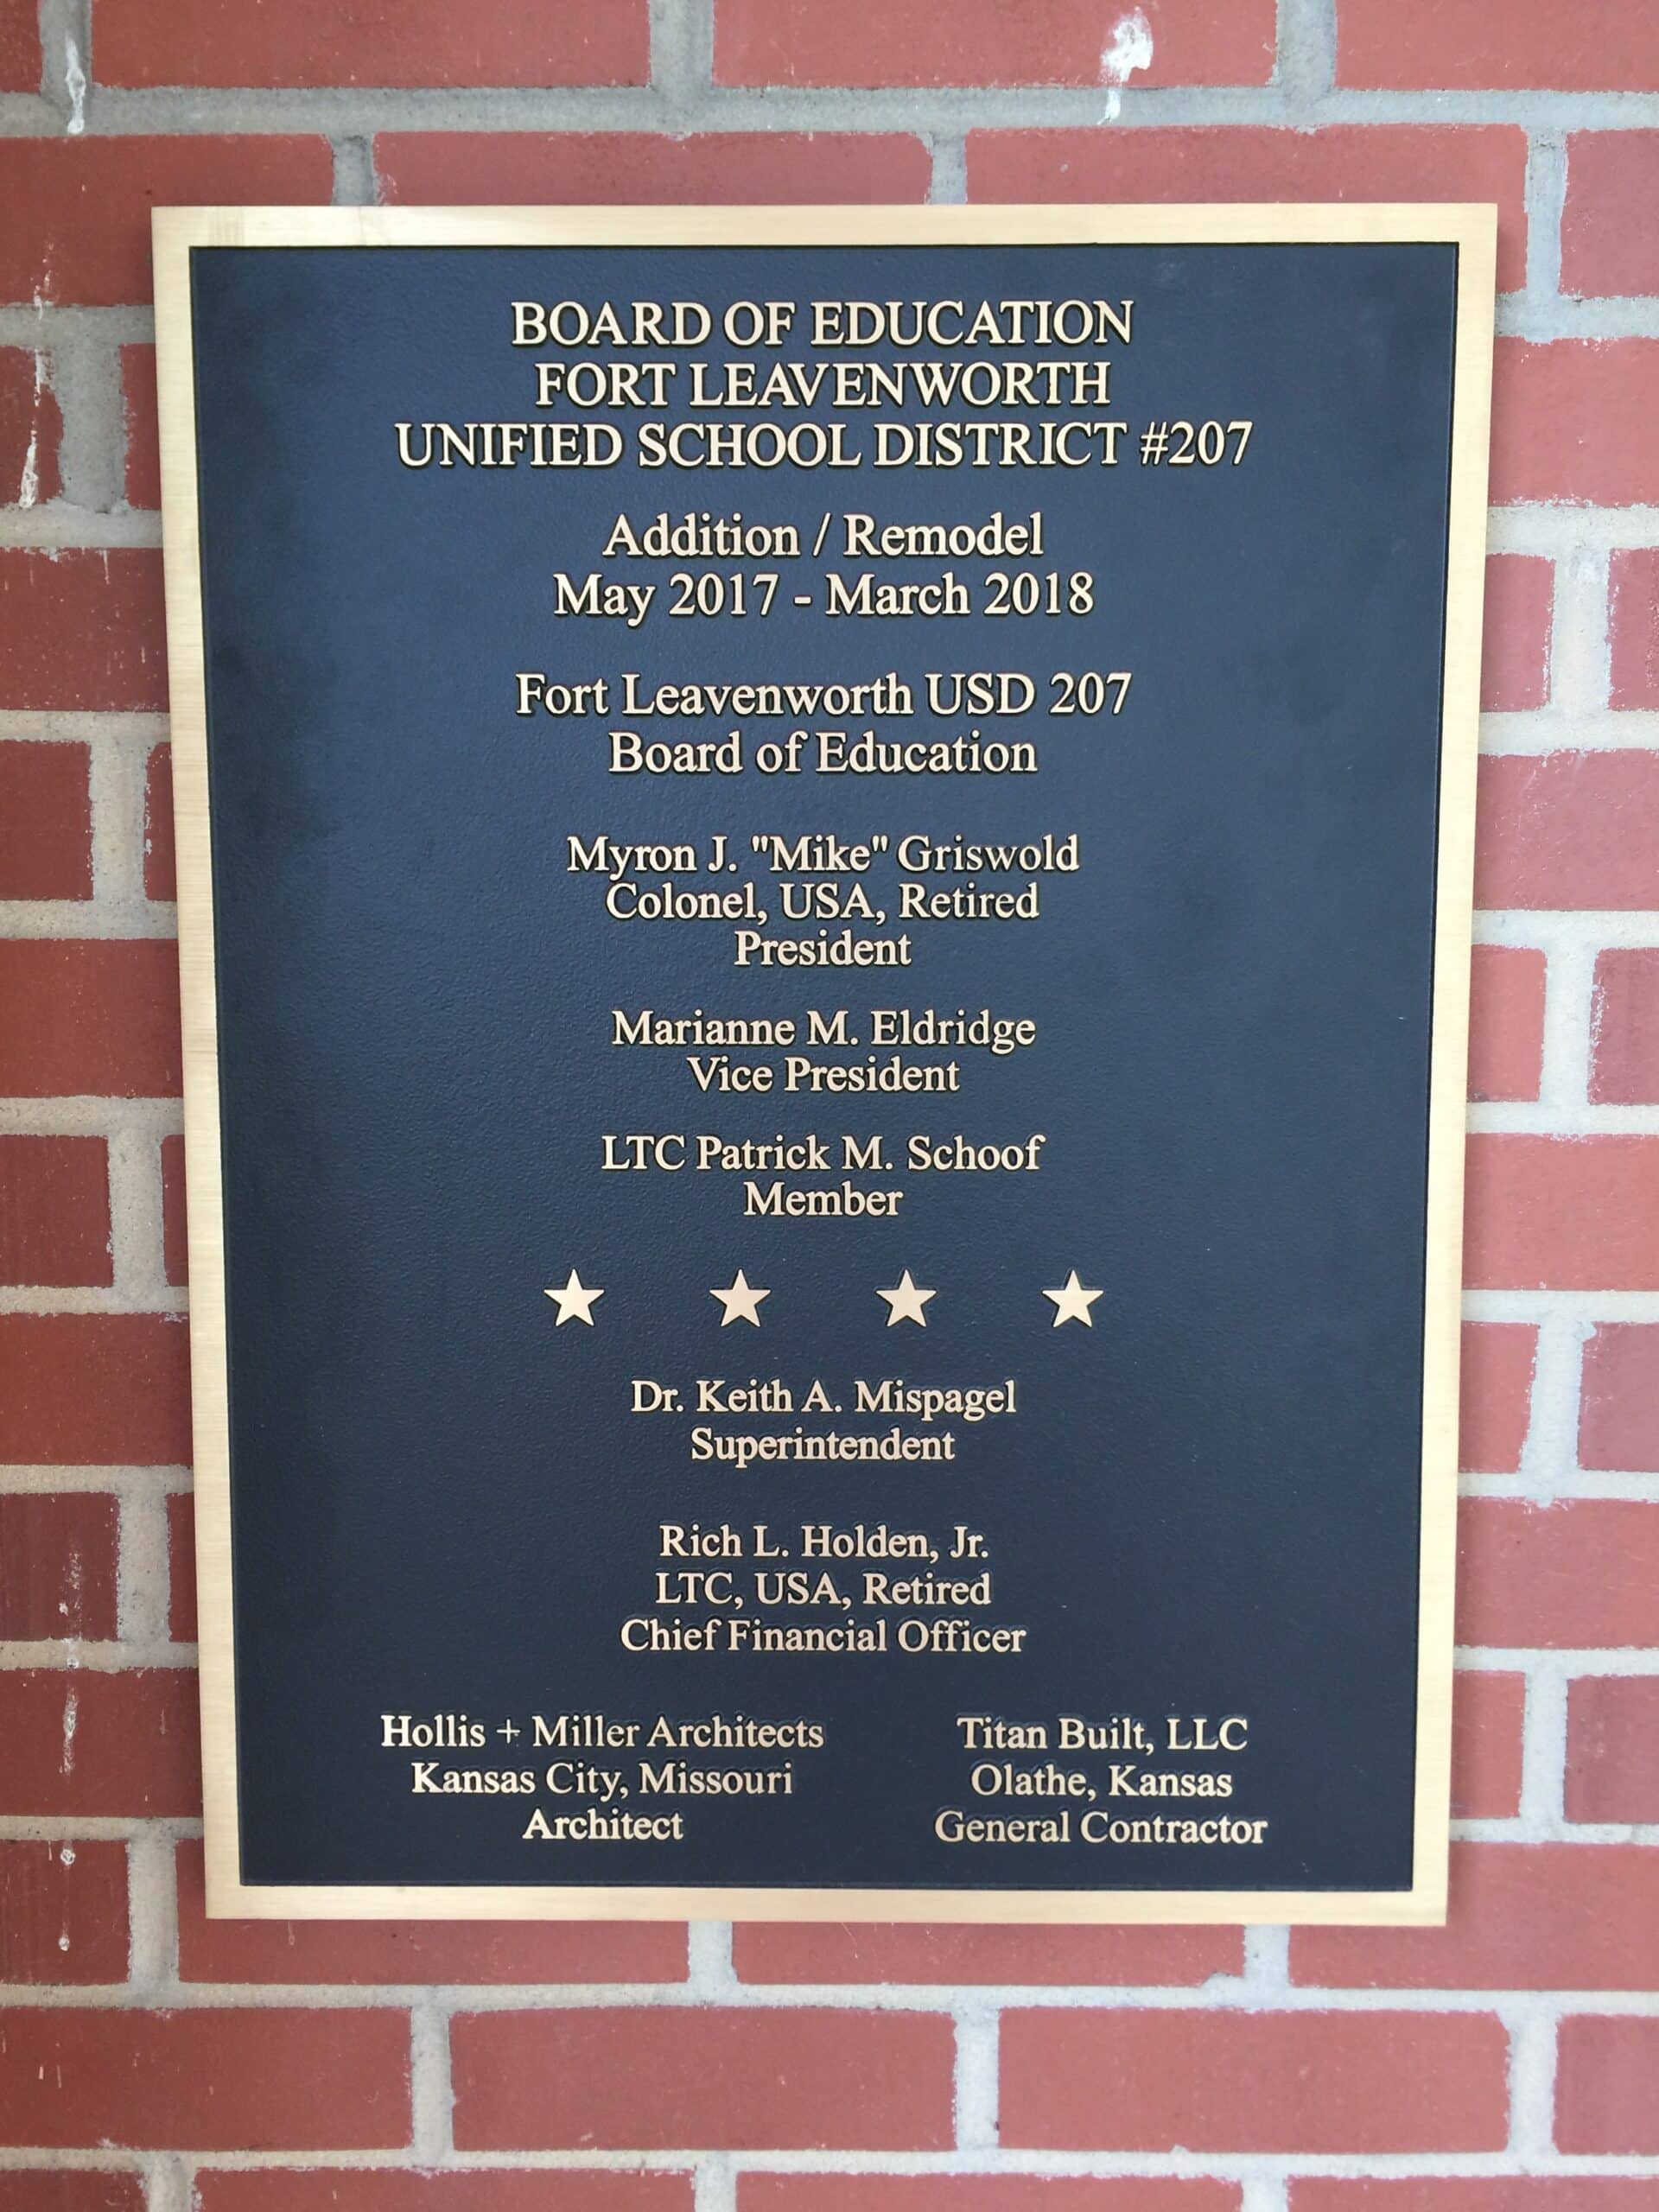 BOARD OF EDUCATION
FORT LEAVENWORTH
UNIFIED SCHOOL DISTRICT #207
Addition / Remodel
May 2017 - March 2018
Fort Leavenworth USD 207
Board of Education
Myron J. "Mike" Griswold
Colonel, USA, Retired
President
Marianne M. Eldridge
Vice President
LTC Patrick M. Schoof
Member
Dr. Keith A. Mispagel
Superintendent
Rich L. Holden, Jr.
LTC, USA, Retired
Chief Financial Officer
Hollis + Miller Architects
Kansas City, Missouri
Architect
Titan Built, LLC
Olathe, Kansas
General Contractor